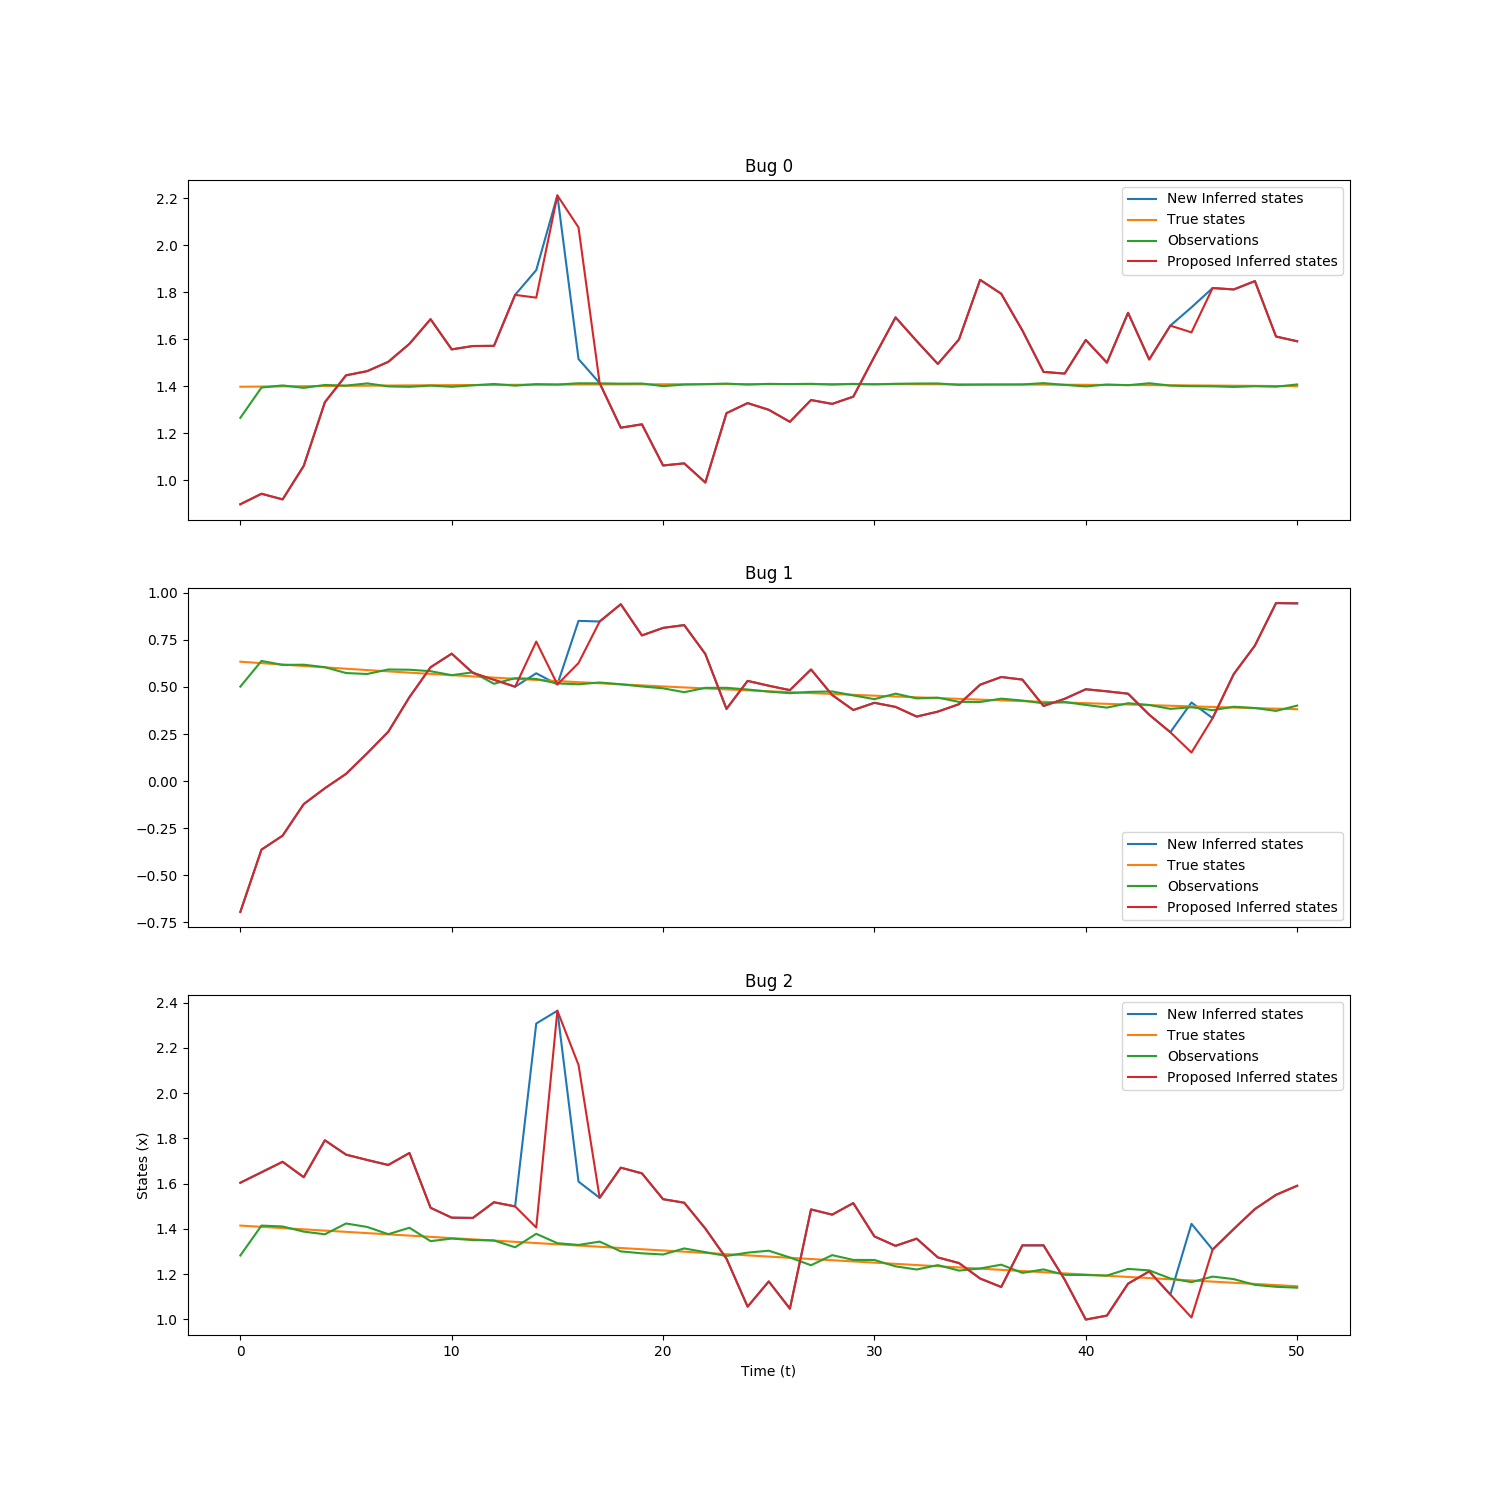 Bug 0
2.2
2.0
1.8
1.6
1.4
1.2
1.0
New Inferred states
True states
Observations
Proposed Inferred states
Bug 1
1.00
0.75
0.50
0.25
0.00
−0.25
−0.50
−0.75
New Inferred states
True states
Observations
Proposed Inferred states
Bug 2
2.4
2.2
2.0
1.8
1.6
1.4
1.2
1.0
States (x)
New Inferred states
True states
Observations
Proposed Inferred states
0 10 20 30 40 50
Time (t)